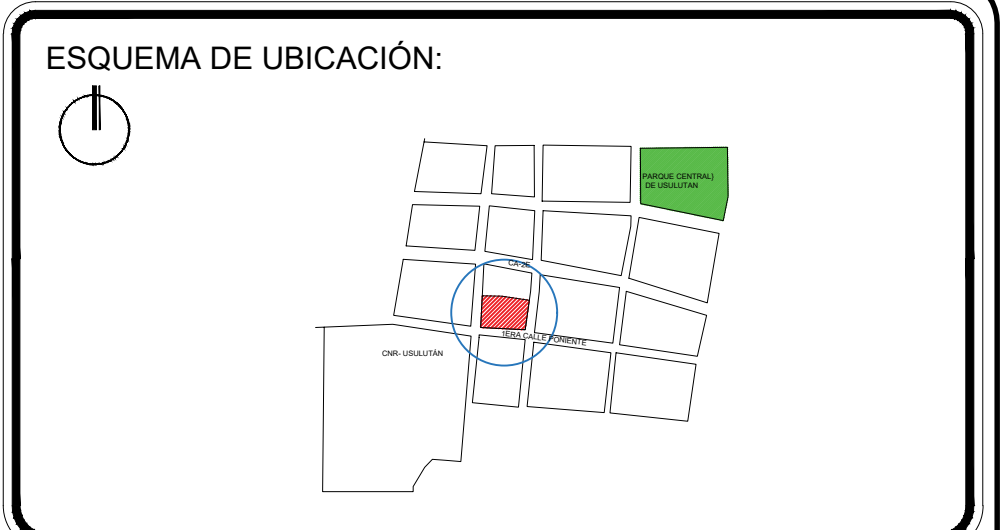 ESQUEMA DE UBICACIÓN:
PARQUE CENTRAL)
DE USULUTAN
CA-2E
1ERA CALLE PONIENTE
CNR- USULUTÁN